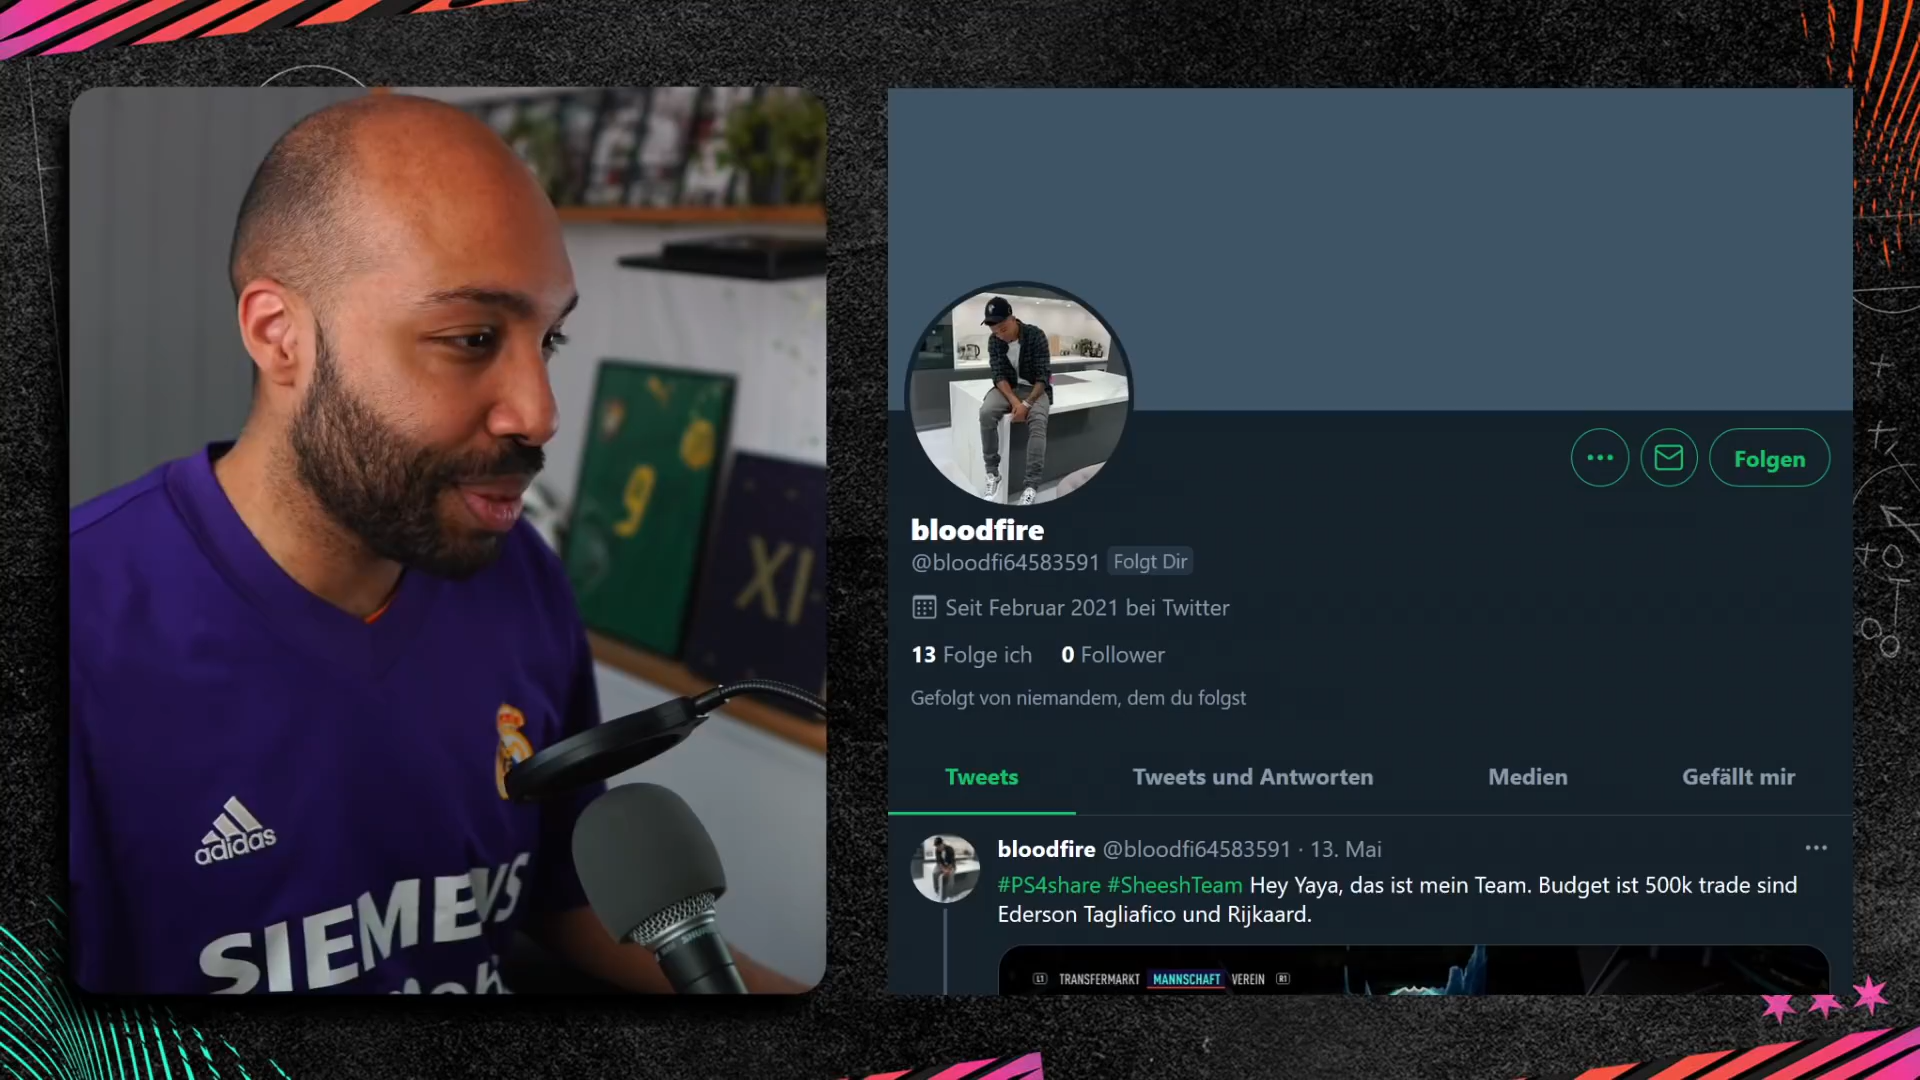 9
XI
adidas
SIEMENS
bloodfire
@bloodfi64583591 Folgt Dir
Seit Februar 2021 bei Twitter
13 Folge ich 0 Follower
Gefolgt von niemandem, dem du folgst
Folgen
Tweets Tweets und Antworten Medien Gefällt mir
bloodfire @bloodfi64583591 · 13. Mai
#PS4share #SheeshTeam Hey Yaya, das ist mein Team. Budget ist 500k trade sind
Ederson Tagliafico und Rijkaard.
L1 TRANSFERMARKT MANNSCHAFT VEREIN R1